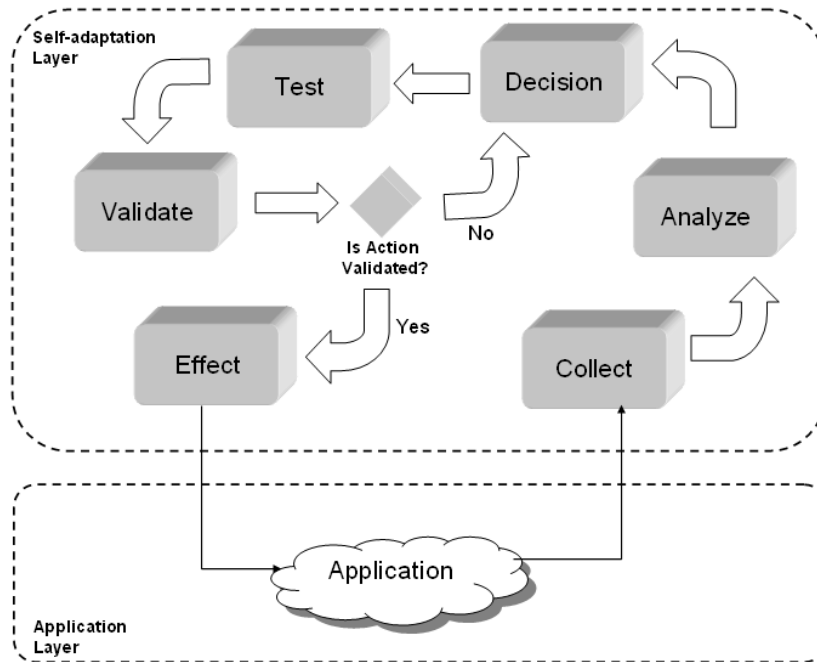 Self-adaptation
Layer
Test
Decision
Validate
Analyze
No
Is Action
Validated?
Yes
Effect
Collect
Application
Application
Layer